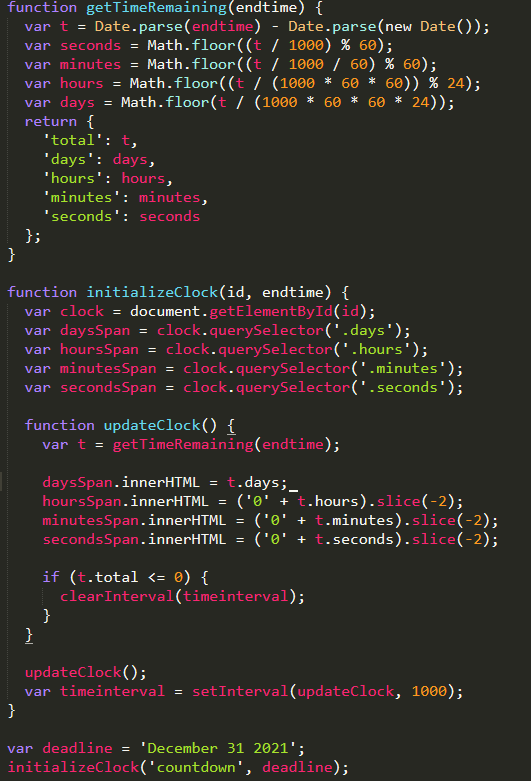 function getTimeRemaining(endtime) {
  var t = Date.parse(endtime) - Date.parse(new Date());
  var seconds = Math.floor((t / 1000) % 60);
  var minutes = Math.floor((t / 1000 / 60) % 60);
  var hours = Math.floor((t / (1000 * 60 * 60)) % 24);
  var days = Math.floor(t / (1000 * 60 * 60 * 24));
  return {
    'total': t,
    'days': days,
    'hours': hours,
    'minutes': minutes,
    'seconds': seconds
  };
}

function initializeClock(id, endtime) {
  var clock = document.getElementById(id);
  var daysSpan = clock.querySelector('.days');
  var hoursSpan = clock.querySelector('.hours');
  var minutesSpan = clock.querySelector('.minutes');
  var secondsSpan = clock.querySelector('.seconds');

  function updateClock() {
    var t = getTimeRemaining(endtime);

    daysSpan.innerHTML = t.days;
    hoursSpan.innerHTML = ('0' + t.hours).slice(-2);
    minutesSpan.innerHTML = ('0' + t.minutes).slice(-2);
    secondsSpan.innerHTML = ('0' + t.seconds).slice(-2);

    if (t.total <= 0) {
      clearInterval(timeinterval);
    }
  }

  updateClock();
  var timeinterval = setInterval(updateClock, 1000);
}

var deadline = 'December 31 2021';
initializeClock('countdown', deadline);